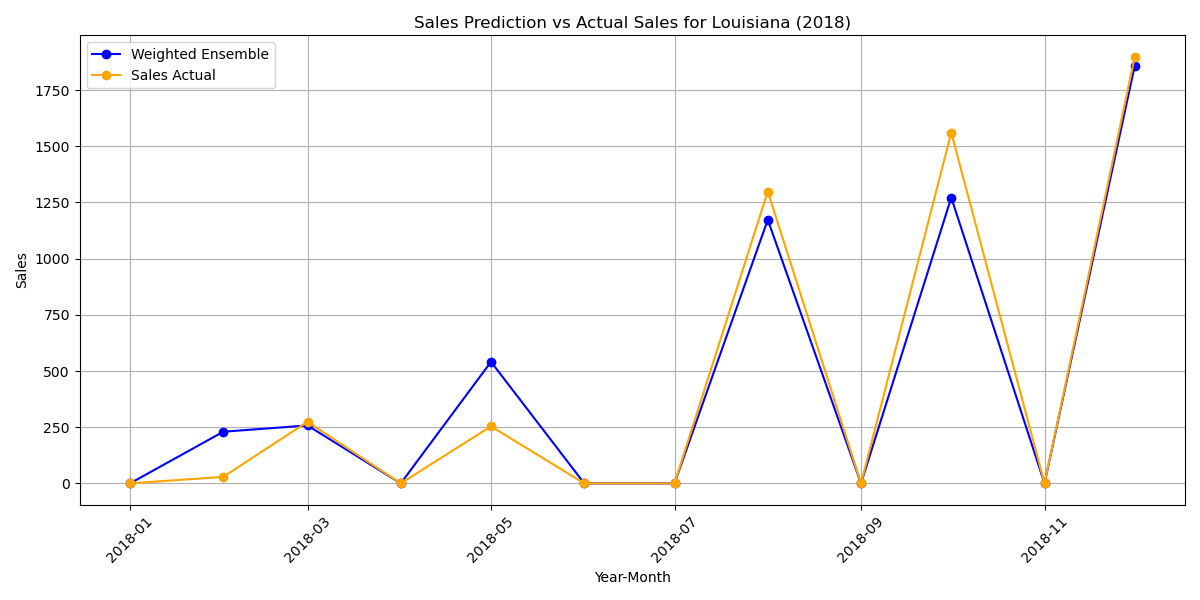 Sales Prediction vs Actual Sales for Louisiana (2018)
Weighted Ensemble
Sales Actual
1750
1500
1250
1000
750
500
250
0
Sales
2018-01
2018-03
2018-05
2018-07
2018-09
2018-11
Year-Month